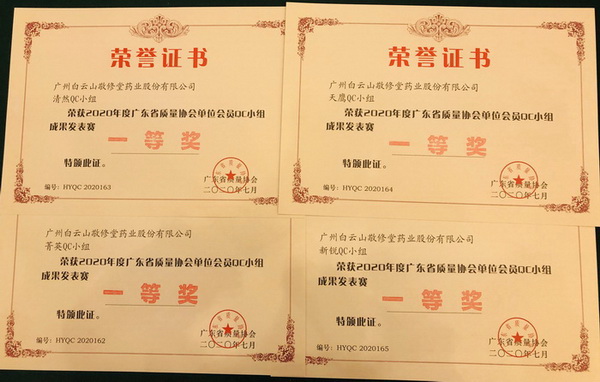 荣誉证书
广州白云山敬修堂药业股份有限公司
清然QC小组
荣获2020年度广东省质量协会单位会员QC小组
成果发表赛
一等奖
特颁此证。
广东省质量协会
编号：HYQC 2020163
二〇二〇年七月
荣誉证书
广州白云山敬修堂药业股份有限公司
天鹰QC小组
荣获2020年度广东省质量协会单位会员QC小组
成果发表赛
一等奖
特颁此证。
广东省质量协会
编号：HYQC 2020164
二〇二〇年七月
广州白云山敬修堂药业股份有限公司
菁英QC小组
荣获2020年度广东省质量协会单位会员QC小组
成果发表赛
一等奖
特颁此证。
广东省质量协会
编号：HYQC 2020162
二〇二〇年七月
广州白云山敬修堂药业股份有限公司
新锐QC小组
荣获2020年度广东省质量协会单位会员QC小组
成果发表赛
一等奖
特颁此证。
广东省质量协会
编号：HYQC 2020165
二〇二〇年七月